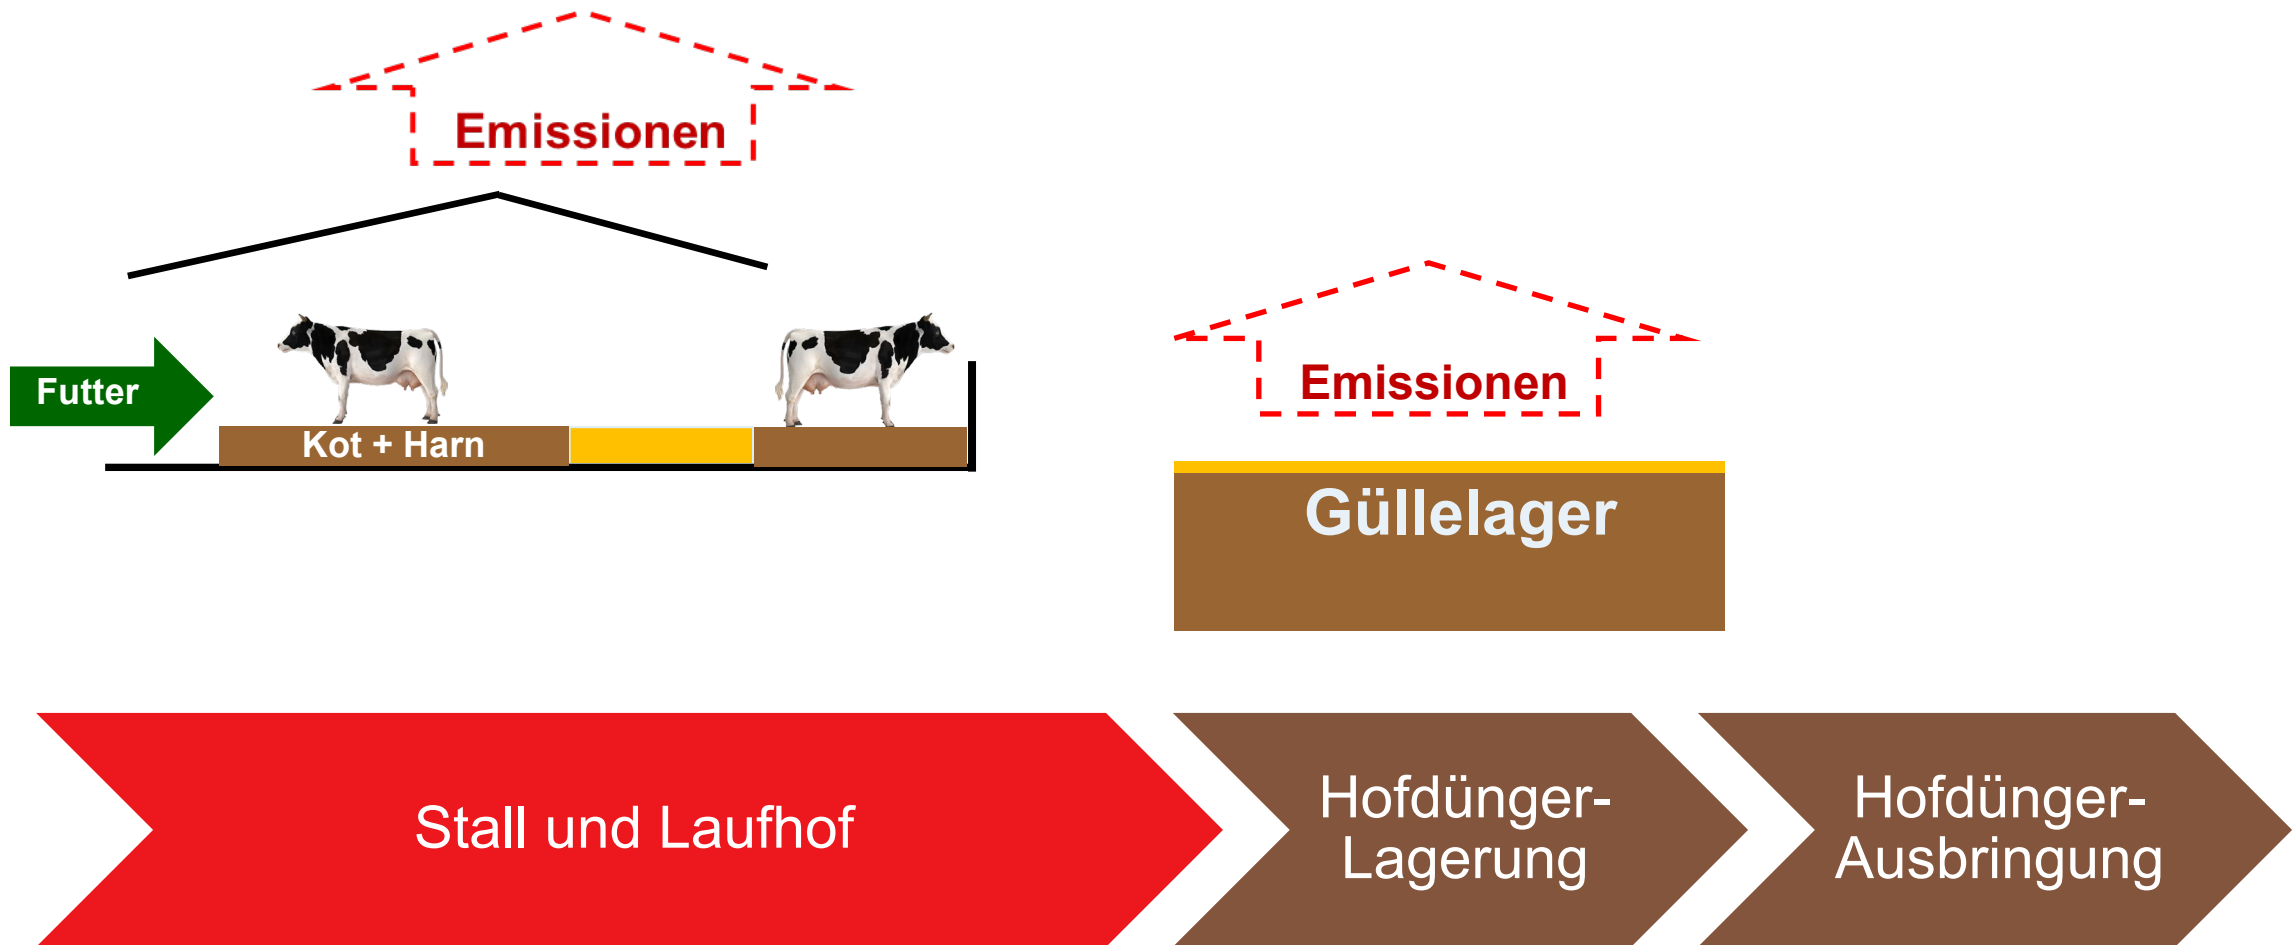 Emissionen
Futter
Kot + Harn
Emissionen
Güllelager
Stall und Laufhof
Hofdünger-
Lagerung
Hofdünger-
Ausbringung